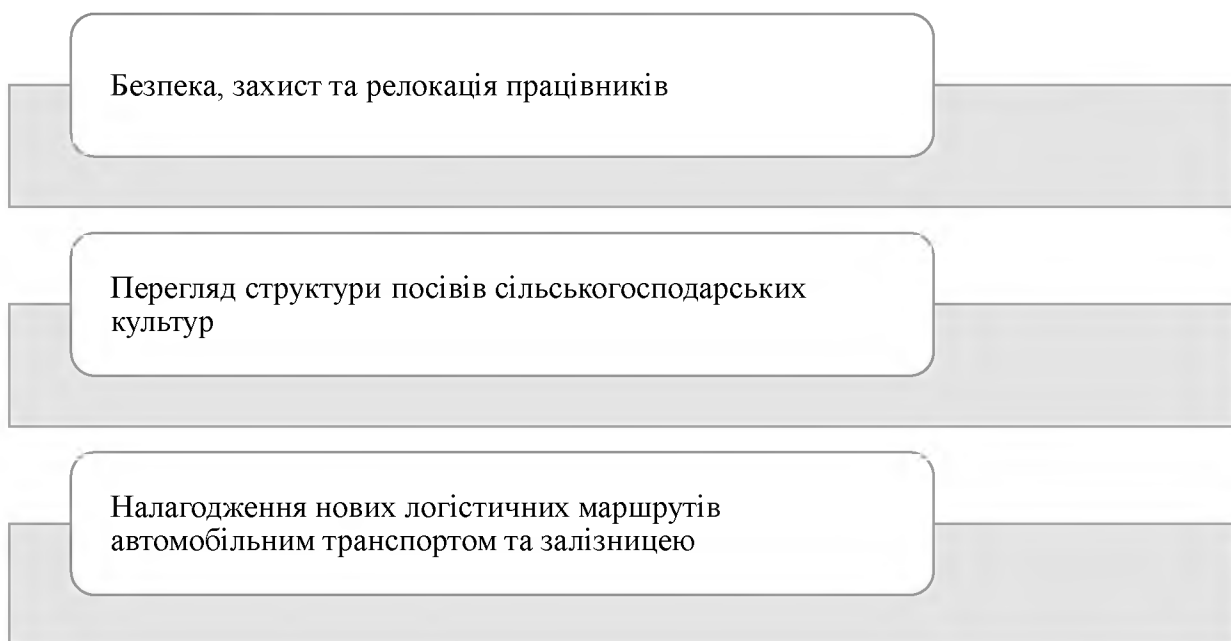 Безпека, захист та релокація працівників
Перегляд структури посівів сільськогосподарських
культур
Налагодження нових логістичних маршрутів
автомобільним транспортом та залізницею